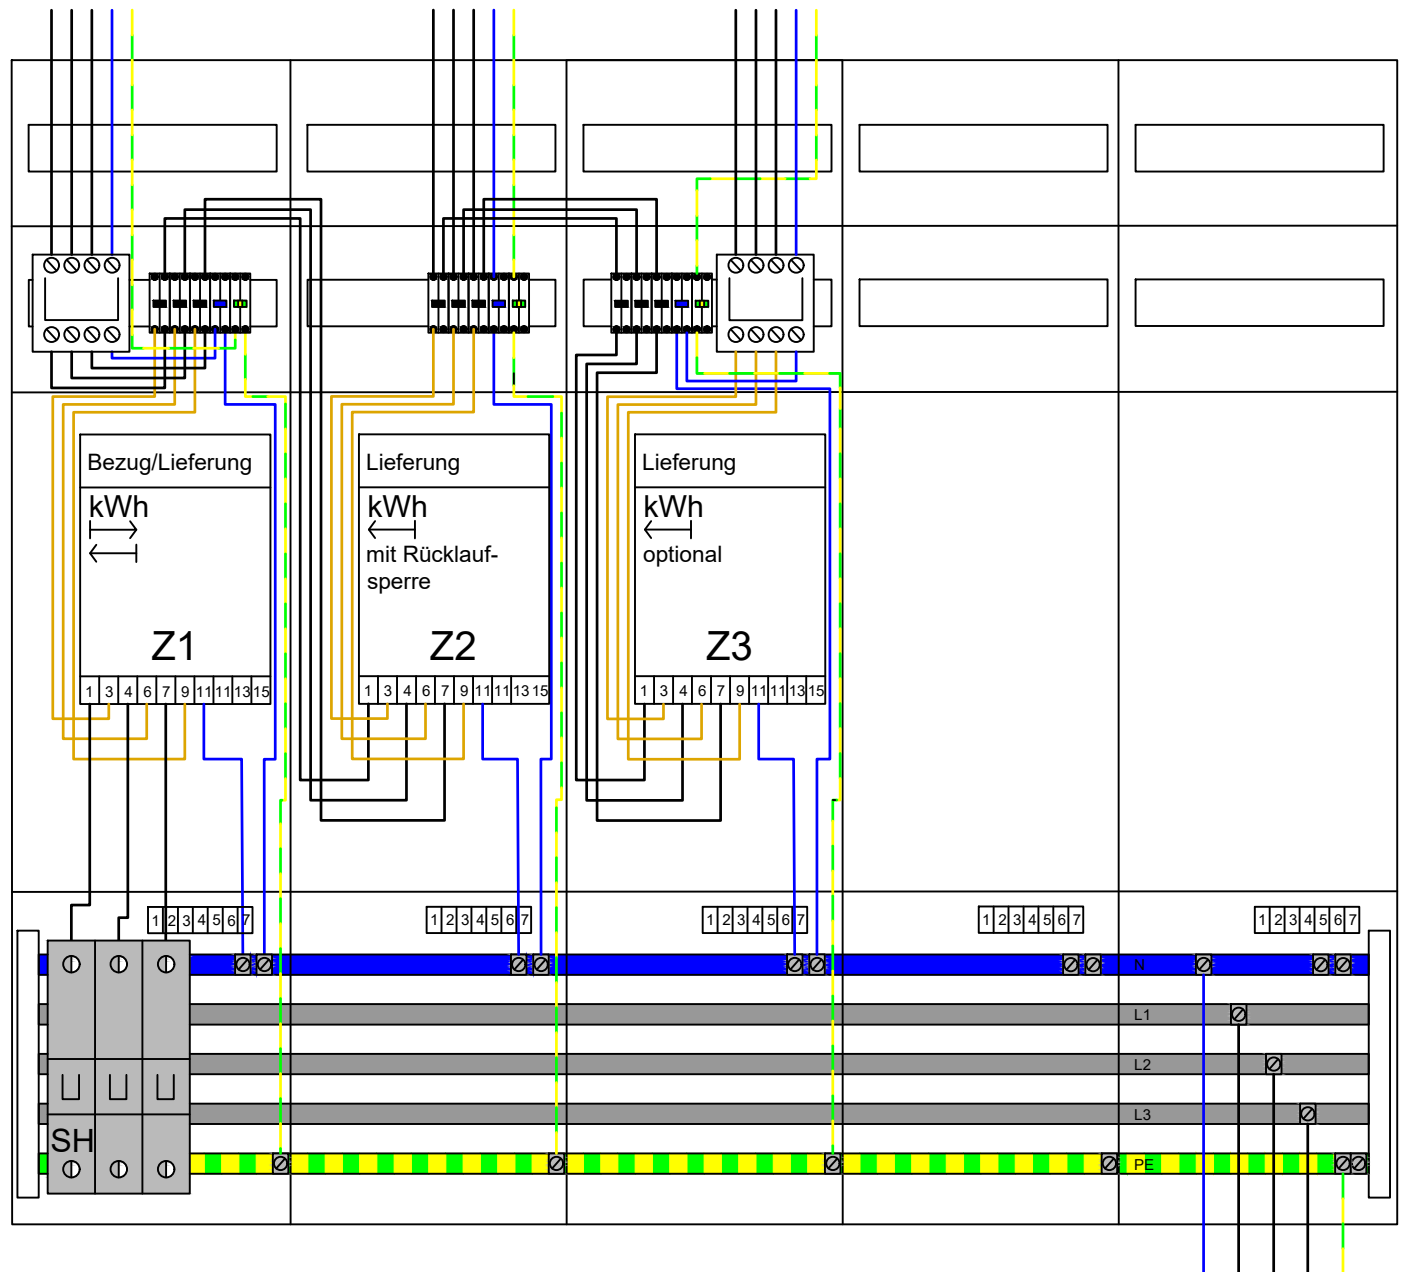 Bezug/Lieferung
kWh
Z1
1 3 4 6 7 9 11 11 13 15
Lieferung
kWh
mit Rücklauf-
sperre
Z2
1 3 4 6 7 9 11 11 13 15
Lieferung
kWh
optional
Z3
1 3 4 6 7 9 11 11 13 15
1 2 3 4 5 6 7
1 2 3 4 5 6 7
1 2 3 4 5 6 7
1 2 3 4 5 6 7
1 2 3 4 5 6 7
N
L1
L2
L3
SH
PE